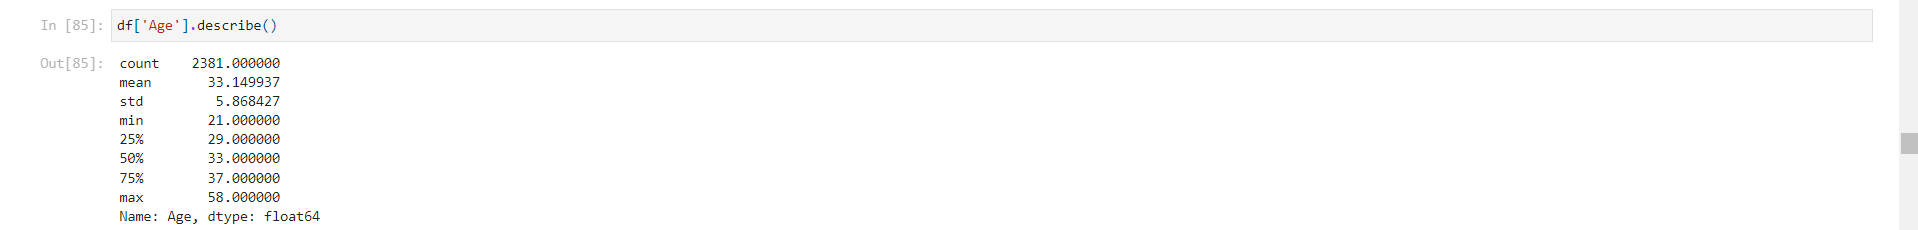 In [85]: df['Age'].describe()
Out[85]: count    2381.000000
mean       33.149937
std         5.868427
min        21.000000
25%        29.000000
50%        33.000000
75%        37.000000
max        58.000000
Name: Age, dtype: float64